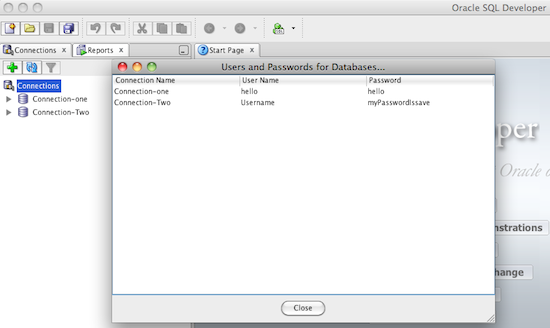 Oracle SQL Developer
Connections x
Reports x
Start Page x
Connections
Connection-one
Connection-Two
Users and Passwords for Databases...
Connection Name User Name Password
Connection-one hello hello
Connection-Two Username myPasswordIssave
Close
per
Oracle
nstrations
hange